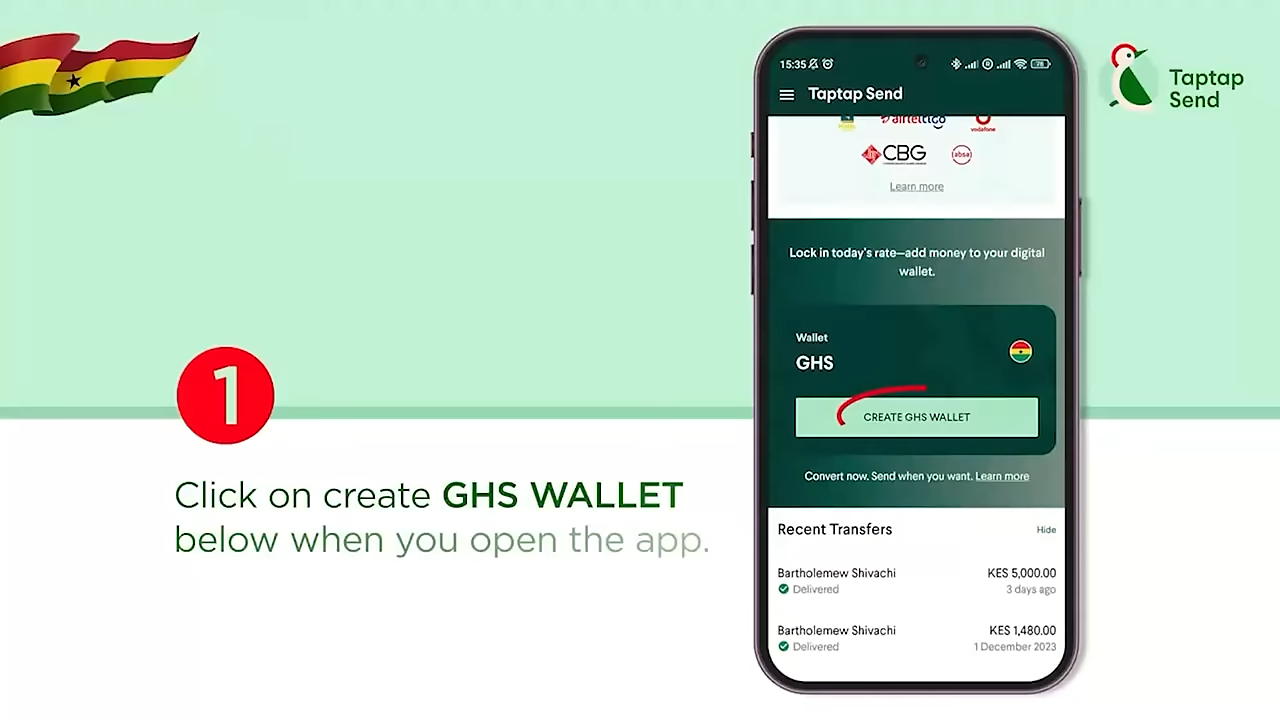 1
Click on create GHS WALLET
below when you open the app.
Taptap
Send
15:35
Taptap Send
airteltigo
vodafone
CBG
absa
Learn more
Lock in today's rate—add money to your digital
wallet.
Wallet
GHS
CREATE GHS WALLET
Convert now. Send when you want. Learn more
Recent Transfers Hide
Bartholemew Shivachi KES 5,000.00
Delivered 3 days ago
Bartholemew Shivachi KES 1,480.00
Delivered 1 December 2023